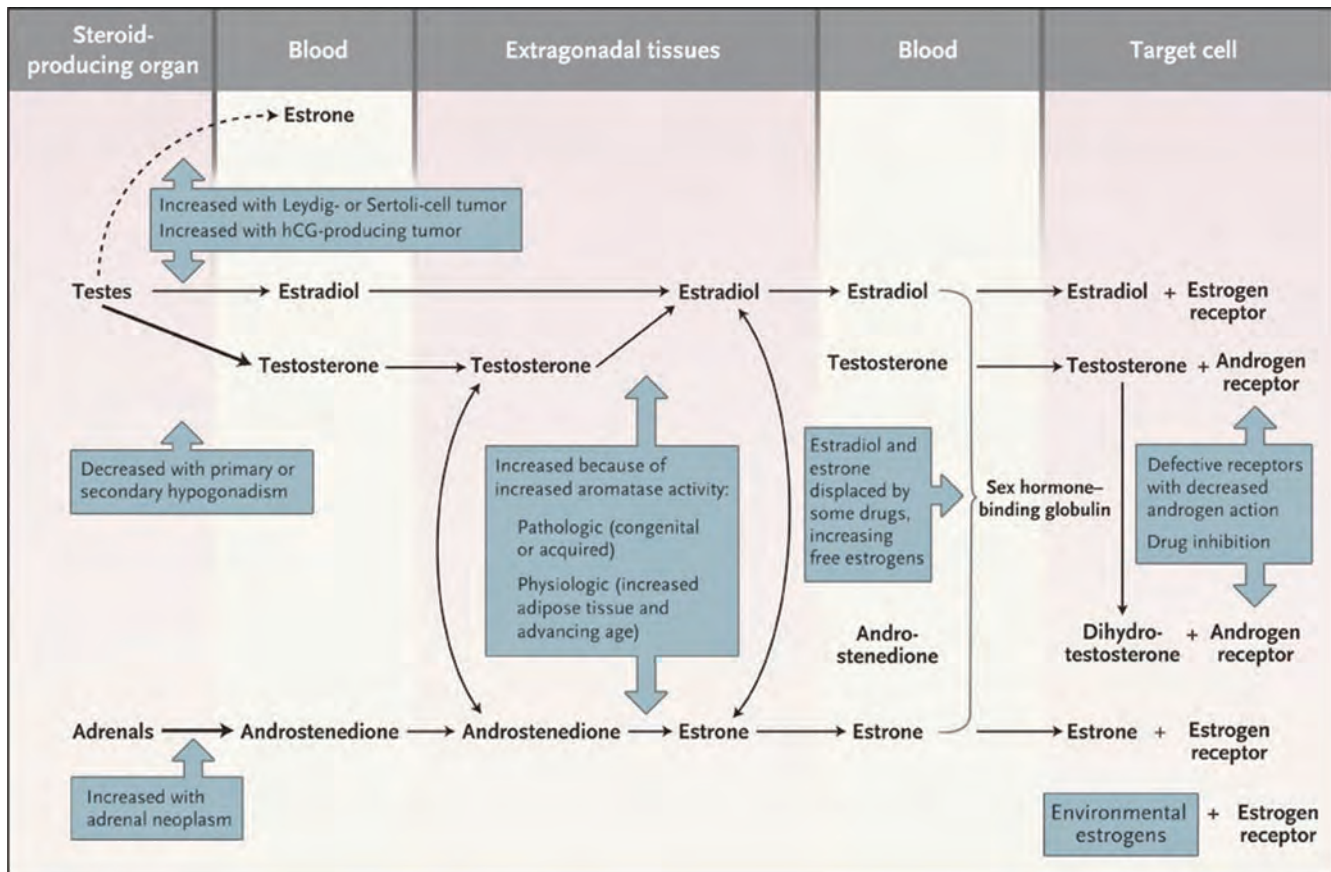 Steroid-
producing organ
Blood
Extragonadal tissues
Blood
Target cell
Estrone
Increased with Leydig- or Sertoli-cell tumor
Increased with hCG-producing tumor
Testes
Estradiol
Estradiol
Estradiol
Estradiol + Estrogen
receptor
Testosterone
Testosterone
Testosterone
Testosterone + Androgen
receptor
Decreased with primary or
secondary hypogonadism
Increased because of
increased aromatase activity:
Pathologic (congenital
or acquired)
Physiologic (increased
adipose tissue and
advancing age)
Estradiol and
estrone
displaced by
some drugs,
increasing
free estrogens
Sex hormone–
binding globulin
Defective receptors
with decreased
androgen action
Drug inhibition
Andro-
stenedione
Dihydro-
testosterone
+ Androgen
receptor
Adrenals
Androstenedione
Androstenedione
Estrone
Estrone
Estrone + Estrogen
receptor
Increased with
adrenal neoplasm
Environmental
estrogens
+ Estrogen
receptor